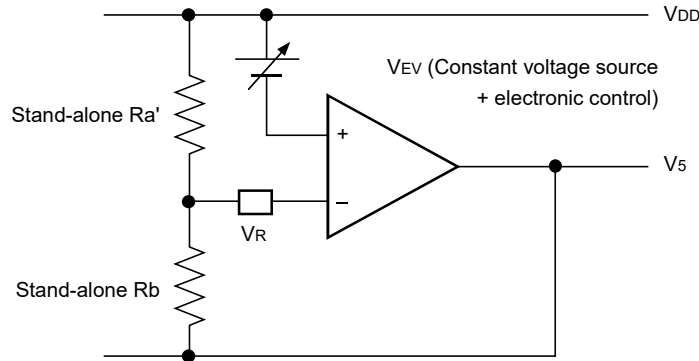 VDD
VEV (Constant voltage source
+ electronic control)
Stand-alone Ra'
+
V5
−
VR
Stand-alone Rb